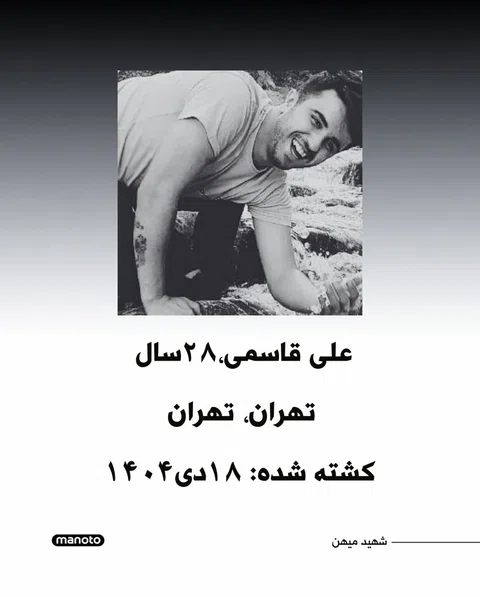 علی قاسمی،۲۸سال
تهران، تهران
کشته شده: ۱۸دی۱۴۰۴
شهید میهن
manoto